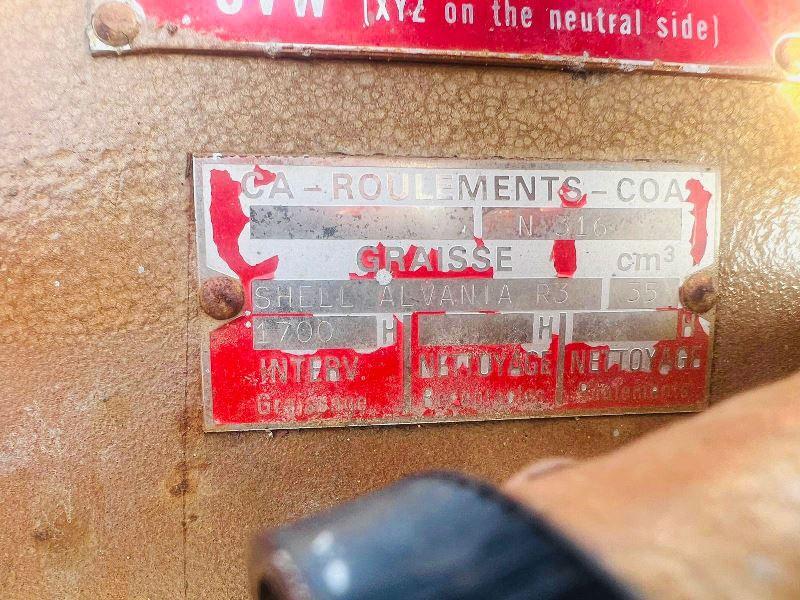 (XYZ on the neutral side)
CA - ROULEMENTS - COA
N 316
GRAISSE cm³
SHELL ALVANIA R3 35
1700 H H H
INTERV. NETTOYAGE NETTOYAGE
Graissage